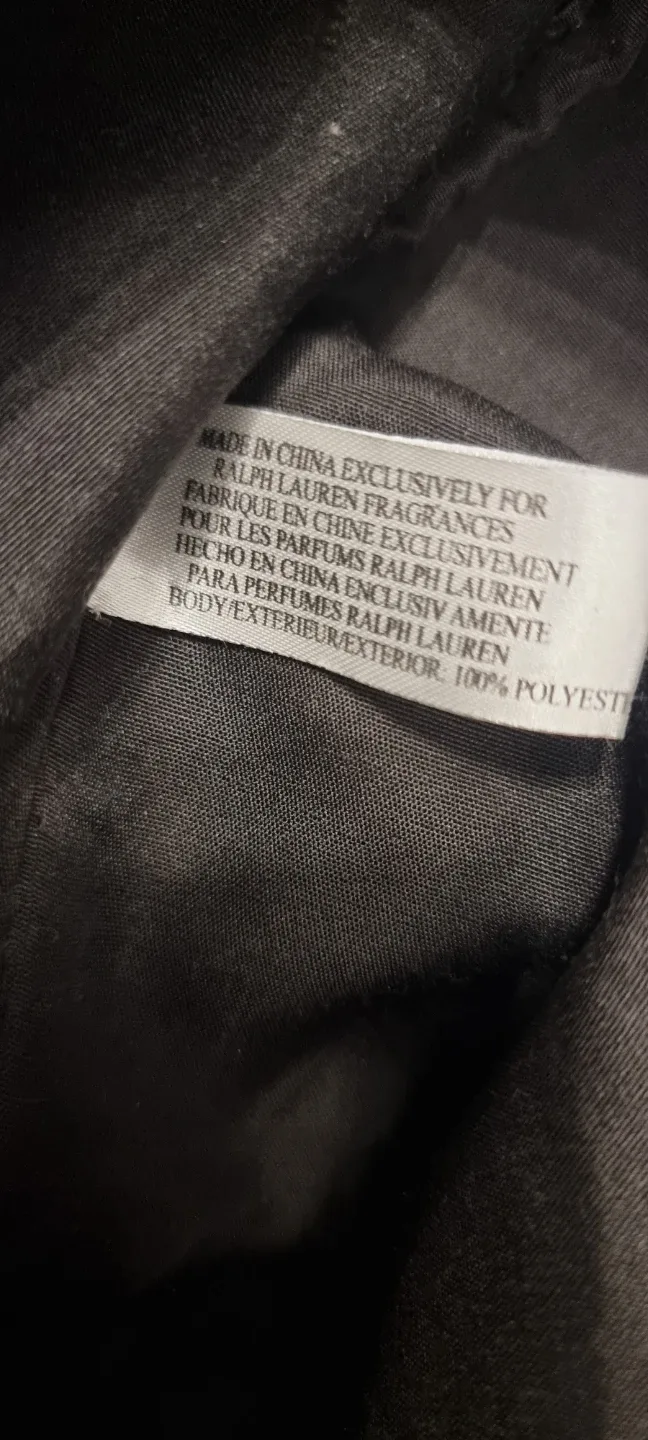 MADE IN CHINA EXCLUSIVELY FOR
RALPH LAUREN FRAGRANCES
FABRIQUE EN CHINE EXCLUSIVEMENT
POUR LES PARFUMS RALPH LAUREN
HECHO EN CHINA ENCLUSIV AMENTE
PARA PERFUMES RALPH LAUREN
BODY/EXTERIEUR/EXTERIOR: 100% POLYESTE